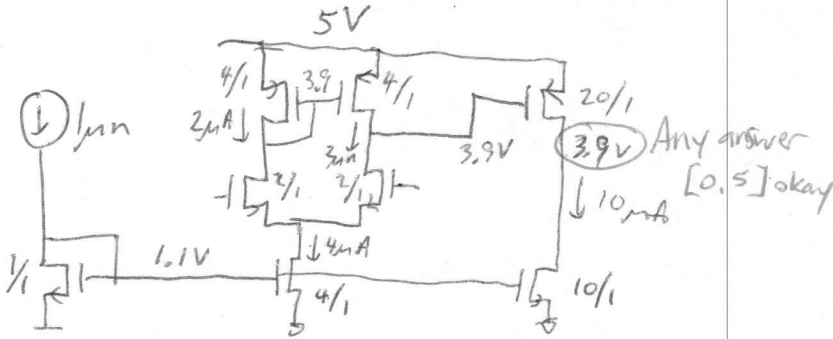 5V
4/1
3.9
4/1
20/1
1μA
2μA
3.9V
3.9V
Any answer
[0,5] okay
2/1
2/1
10μA
1/1
1.1V
4μA
4/1
10/1